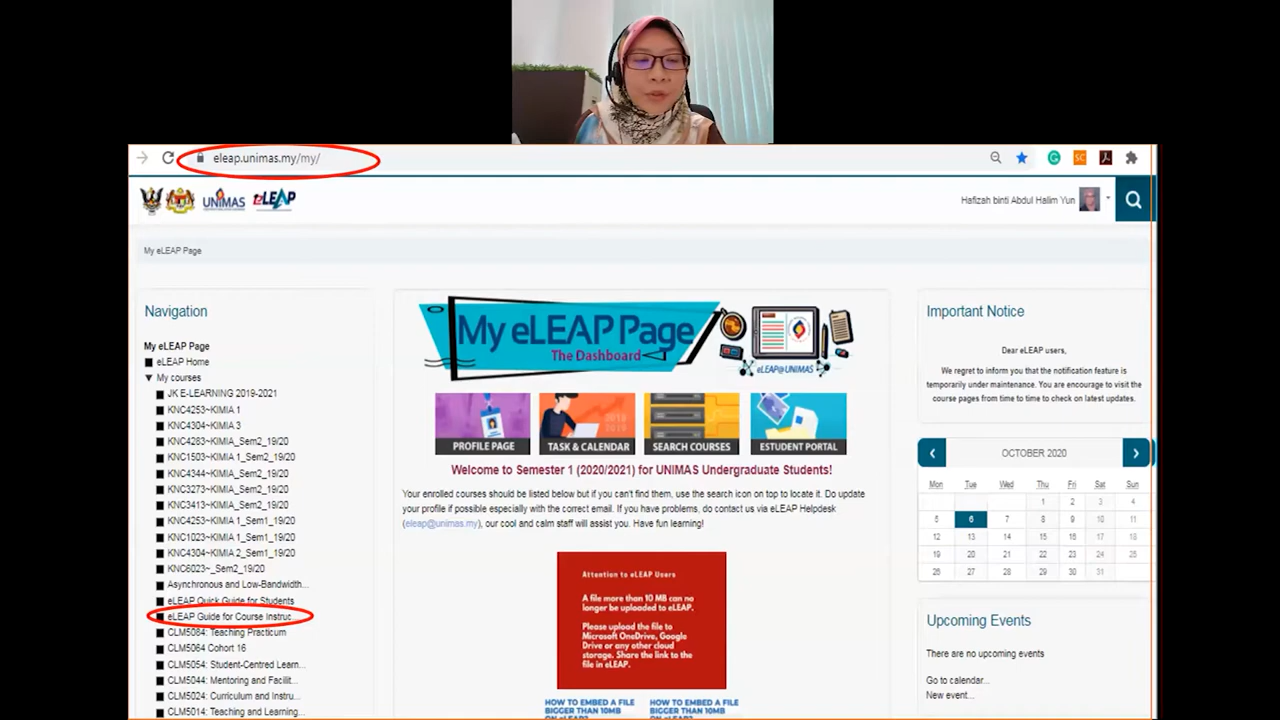 eleap.unimas.my/my/
UNIMAS eLEAP
Hafizah binti Abdul Halim Yun
My eLEAP Page
Navigation
My eLEAP Page
eLEAP Home
My courses
JK E-LEARNING 2019-2021
KNC4253~KIMIA 1
KNC4304~KIMIA 3
KNC4283~KIMIA_Sem2_19/20
KNC1503~KIMIA 1_Sem2_19/20
KNC4344~KIMIA_Sem2_19/20
KNC3273~KIMIA_Sem2_19/20
KNC3413~KIMIA_Sem2_19/20
KNC4253~KIMIA 1_Sem1_19/20
KNC1023~KIMIA 1_Sem1_19/20
KNC4304~KIMIA 2_Sem1_19/20
KNC6023~_Sem2_19/20
Asynchronous and Low-Bandwidth...
eLEAP Quick Guide for Students
eLEAP Guide for Course Instruc...
CLM5084: Teaching Practicum
CLM5064 Cohort 16
CLM5054: Student-Centred Learn...
CLM5044: Mentoring and Facilit...
CLM5024: Curriculum and Instru...
CLM5014: Teaching and Learning...
My eLEAP Page
The Dashboard
eLEAP@UNIMAS
PROFILE PAGE
TASK & CALENDAR
SEARCH COURSES
ESTUDENT PORTAL
Welcome to Semester 1 (2020/2021) for UNIMAS Undergraduate Students!
Your enrolled courses should be listed below but if you can't find them, use the search icon on top to locate it. Do update
your profile if possible especially with the correct email. If you have problems, do contact us via eLEAP Helpdesk
(eleap@unimas.my), our cool and calm staff will assist you. Have fun learning!
Attention to eLEAP Users
A file more than 10 MB can no
longer be uploaded to eLEAP.
Please upload the file to
Microsoft OneDrive, Google
Drive or any other cloud
storage. Share the link to the
file in eLEAP.
HOW TO EMBED A FILE
BIGGER THAN 10MB
ON eLEAP?
HOW TO EMBED A FILE
BIGGER THAN 10MB
Important Notice
Dear eLEAP users,
We regret to inform you that the notification feature is
temporarily under maintenance. You are encourage to visit the
course pages from time to time to check on latest updates.
OCTOBER 2020
Mon Tue Wed Thu Fri Sat Sun
1 2 3 4
5 6 7 8 9 10 11
12 13 14 15 16 17 18
19 20 21 22 23 24 25
26 27 28 29 30 31
Upcoming Events
There are no upcoming events
Go to calendar...
New event...